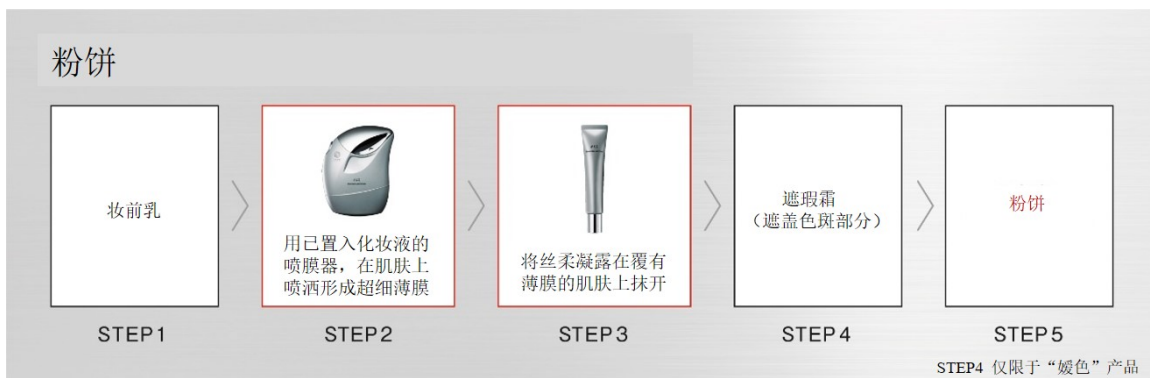 粉饼
妆前乳
用已置入化妆液的
喷膜器，在肌肤上
喷洒形成超细薄膜
将丝柔凝露在覆有
薄膜的肌肤上抹开
遮瑕霜
（遮盖色斑部分）
粉饼
STEP1
STEP2
STEP3
STEP4
STEP5
STEP4 仅限于“媛色”产品